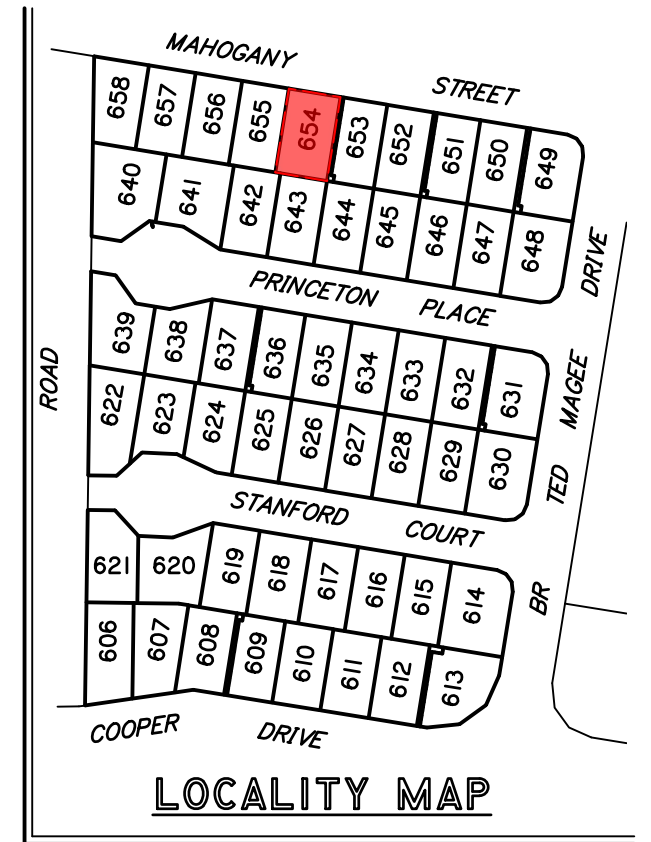 MAHOGANY STREET
658 657 656 655 654 653 652 651 650 649
640 641 642 643 644 645 646 647 648
DRIVE
PRINCETON PLACE
639 638 637 636 635 634 633 632 631
ROAD
MAGEE
622 623 624 625 626 627 628 629 630
TED
STANFORD COURT
621 620 619 618 617 616 615 614
BR
606 607 608 609 610 611 612 613
COOPER DRIVE
LOCALITY MAP